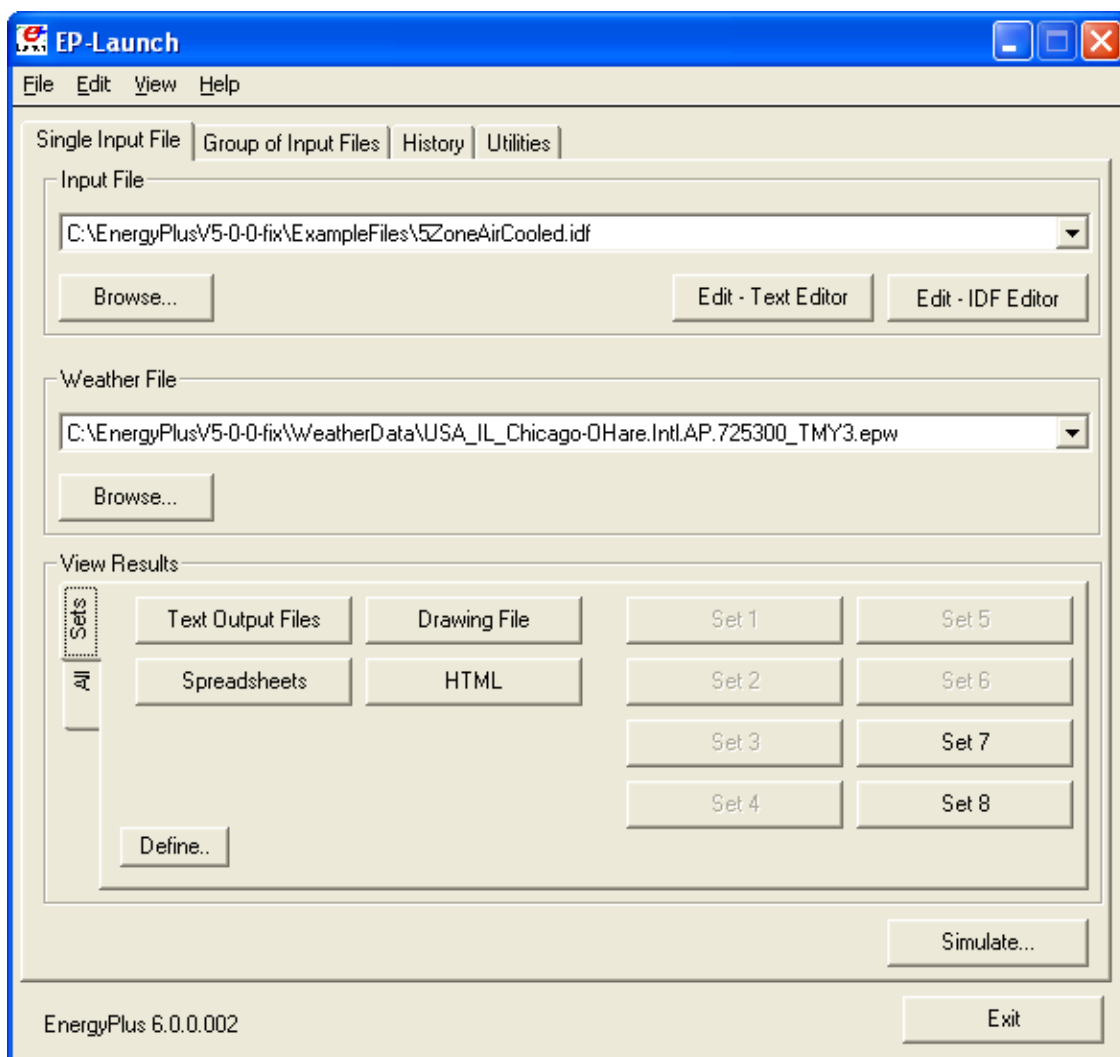 EP-Launch
File Edit View Help
Single Input File Group of Input Files History Utilities
Input File
C:\EnergyPlusV5-0-0-fix\ExampleFiles\5ZoneAirCooled.idf
Browse... Edit - Text Editor Edit - IDF Editor
Weather File
C:\EnergyPlusV5-0-0-fix\WeatherData\USA_IL_Chicago-OHare.Intl.AP.725300_TMY3.epw
Browse...
View Results
Sets
All
Text Output Files Drawing File Set 1 Set 5
Spreadsheets HTML Set 2 Set 6
Set 3 Set 7
Set 4 Set 8
Define..
Simulate...
EnergyPlus 6.0.0.002 Exit